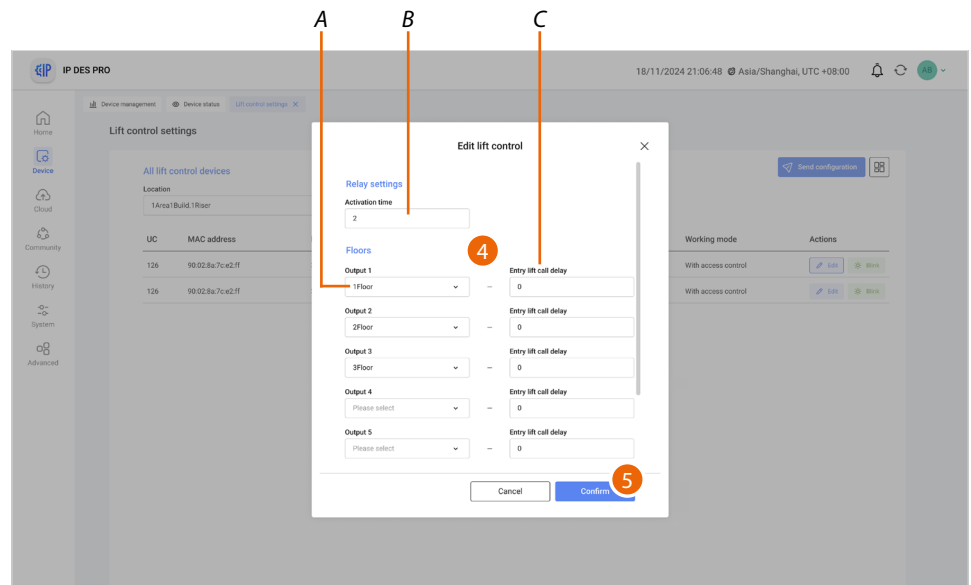 A B C
IP IP DES PRO 18/11/2024 21:06:48 Asia/Shanghai, UTC +08:00 AB
Device management Device status Lift control settings X
Home
Lift control settings
Edit lift control
Device
All lift control devices
Send configuration
Location
Relay settings
1Area1Build.1Riser
Activation time
Cloud
2
UC MAC address Working mode Actions
Community
Floors
4
126 90:02:8a:7c:e2:ff With access control Edit Blink
Output 1 Entry lift call delay
History
1Floor – 0
126 90:02:8a:7c:e2:ff With access control Edit Blink
Output 2 Entry lift call delay
System
2Floor – 0
Output 3 Entry lift call delay
Advanced
3Floor – 0
Output 4 Entry lift call delay
Please select – 0
Output 5 Entry lift call delay
Please select – 0
5
Cancel Confirm